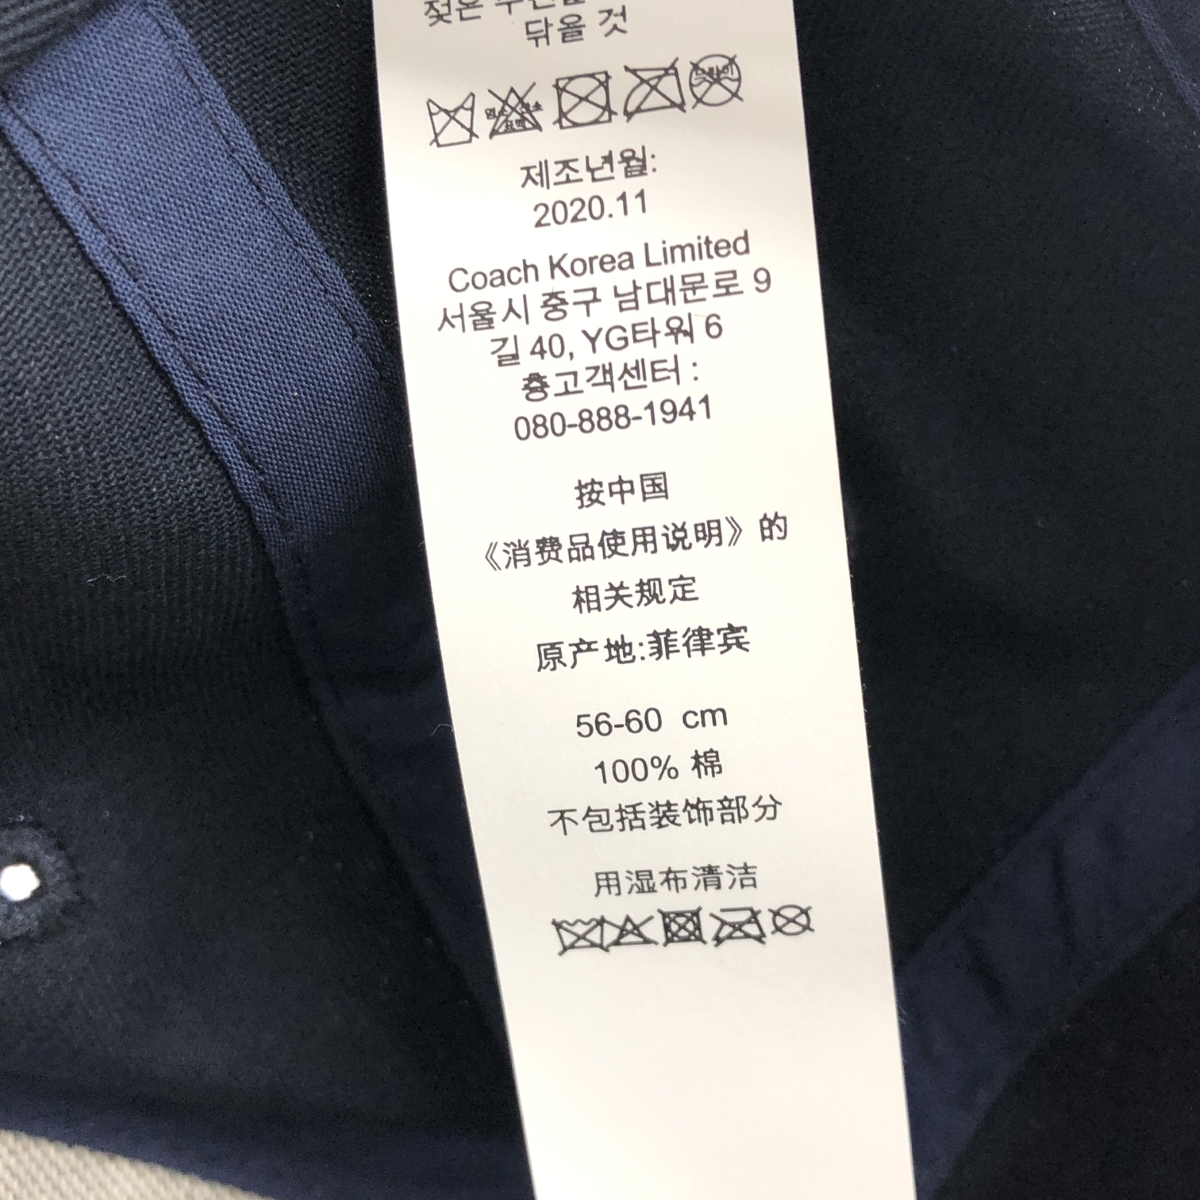 젖은
닦을 것
제조년월:
2020.11
Coach Korea Limited
서울시 중구 남대문로 9
길 40, YG타워 6
층고객센터 :
080-888-1941
按中国
《消费品使用说明》的
相关规定
原产地:菲律宾
56-60 cm
100% 棉
不包括装饰部分
用湿布清洁